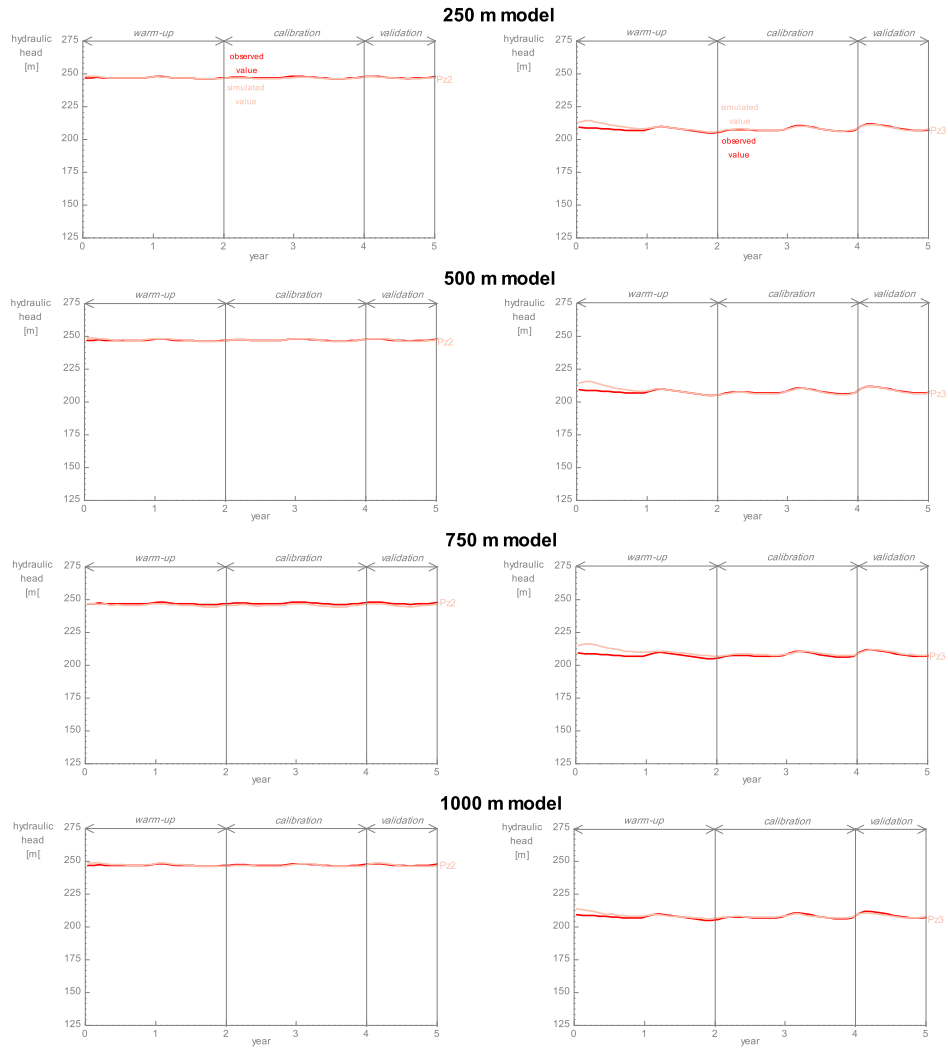 250 m model
hydraulic
head
[m]
warm-up
calibration
validation
275
250
225
200
175
150
125
observed
value
simulated
value
Pz2
0
1
2
3
4
5
year
hydraulic
head
[m]
warm-up
calibration
validation
275
250
225
200
175
150
125
simulated
value
observed
value
Pz3
0
1
2
3
4
5
year
500 m model
hydraulic
head
[m]
warm-up
calibration
validation
275
250
225
200
175
150
125
Pz2
0
1
2
3
4
5
year
hydraulic
head
[m]
warm-up
calibration
validation
275
250
225
200
175
150
125
Pz3
0
1
2
3
4
5
year
750 m model
hydraulic
head
[m[
warm-up
calibration
validation
275
250
225
200
175
150
125
Pz2
0
1
2
3
4
5
year
hydraulic
head
[m]
warm-up
calibration
validation
275
250
225
200
175
150
125
Pz3
0
1
2
3
4
5
year
1000 m model
hydraulic
head
[m[
warm-up
calibration
validation
275
250
225
200
175
150
125
Pz2
0
1
2
3
4
5
year
hydraulic
head
[m]
warm-up
calibration
validation
275
250
225
200
175
150
125
Pz3
0
1
2
3
4
5
year